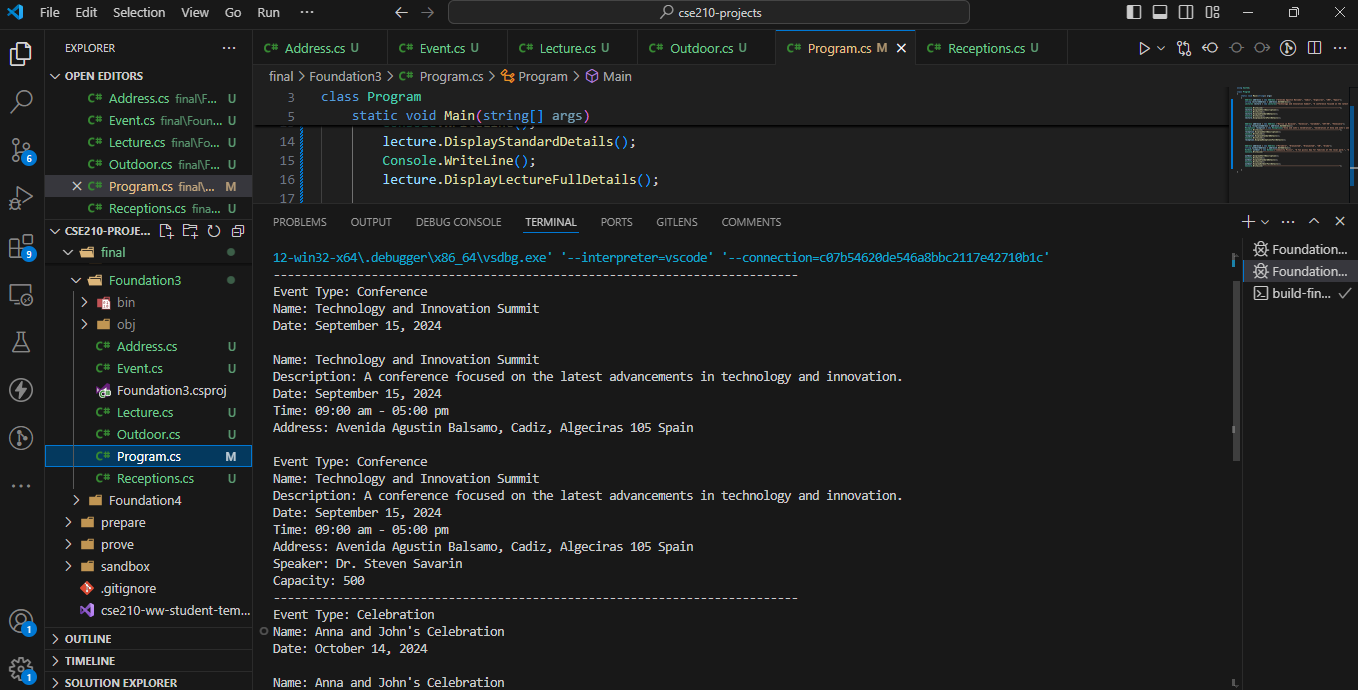 File Edit Selection View Go Run ··· cse210-projects
EXPLORER ···
OPEN EDITORS
C# Address.cs final\F... U
C# Event.cs final\Foun... U
C# Lecture.cs final\Fo... U
C# Outdoor.cs final\F... U
C# Program.cs final\... M
C# Receptions.cs fina... U
CSE210-PROJE...
final
Foundation3
bin
obj
C# Address.cs U
C# Event.cs U
Foundation3.csproj
C# Lecture.cs U
C# Outdoor.cs U
C# Program.cs M
C# Receptions.cs U
Foundation4
prepare
prove
sandbox
.gitignore
cse210-ww-student-tem...
OUTLINE
TIMELINE
SOLUTION EXPLORER
6
9
1
1
C# Address.cs U C# Event.cs U C# Lecture.cs U C# Outdoor.cs U C# Program.cs M C# Receptions.cs U
final > Foundation3 > C# Program.cs > Program > Main
3 class Program
5 static void Main(string[] args)
14 lecture.DisplayStandardDetails();
15 Console.WriteLine();
16 lecture.DisplayLectureFullDetails();
17
PROBLEMS OUTPUT DEBUG CONSOLE TERMINAL PORTS GITLENS COMMENTS
12-win32-x64\.debugger\x86_64\vsdbg.exe' '--interpreter=vscode' '--connection=c07b54620de546a8bbc2117e42710b1c'
---------------------------------------------------------------------------
Event Type: Conference
Name: Technology and Innovation Summit
Date: September 15, 2024
Name: Technology and Innovation Summit
Description: A conference focused on the latest advancements in technology and innovation.
Date: September 15, 2024
Time: 09:00 am - 05:00 pm
Address: Avenida Agustin Balsamo, Cadiz, Algeciras 105 Spain
Event Type: Conference
Name: Technology and Innovation Summit
Description: A conference focused on the latest advancements in technology and innovation.
Date: September 15, 2024
Time: 09:00 am - 05:00 pm
Address: Avenida Agustin Balsamo, Cadiz, Algeciras 105 Spain
Speaker: Dr. Steven Savarin
Capacity: 500
---------------------------------------------------------------------------
Event Type: Celebration
Name: Anna and John's Celebration
Date: October 14, 2024
Name: Anna and John's Celebration
Foundation...
Foundation...
build-fin...